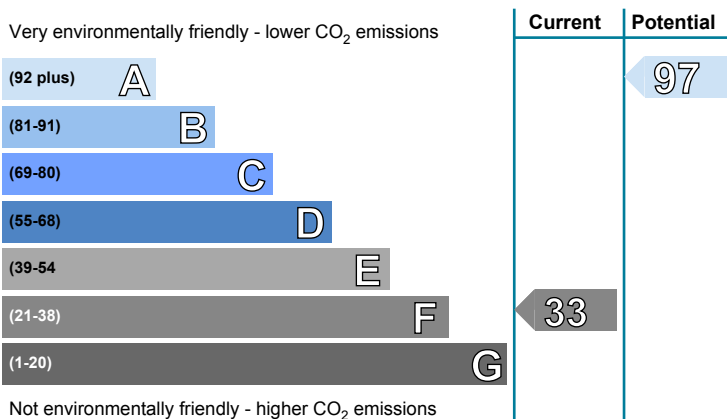 Current Potential
Very environmentally friendly - lower CO2 emissions
(92 plus) A 97
(81-91) B
(69-80) C
(55-68) D
(39-54 E
(21-38) F 33
(1-20) G
Not environmentally friendly - higher CO2 emissions